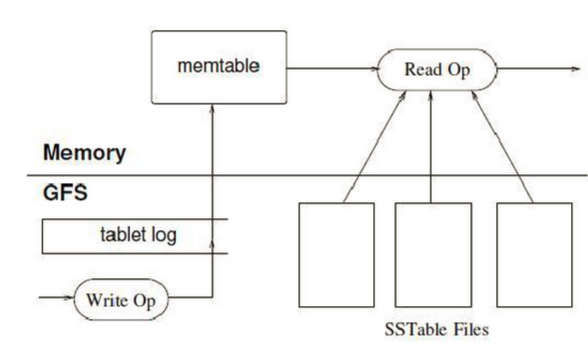 memtable
Read Op
Memory
GFS
tablet log
Write Op
SSTable Files